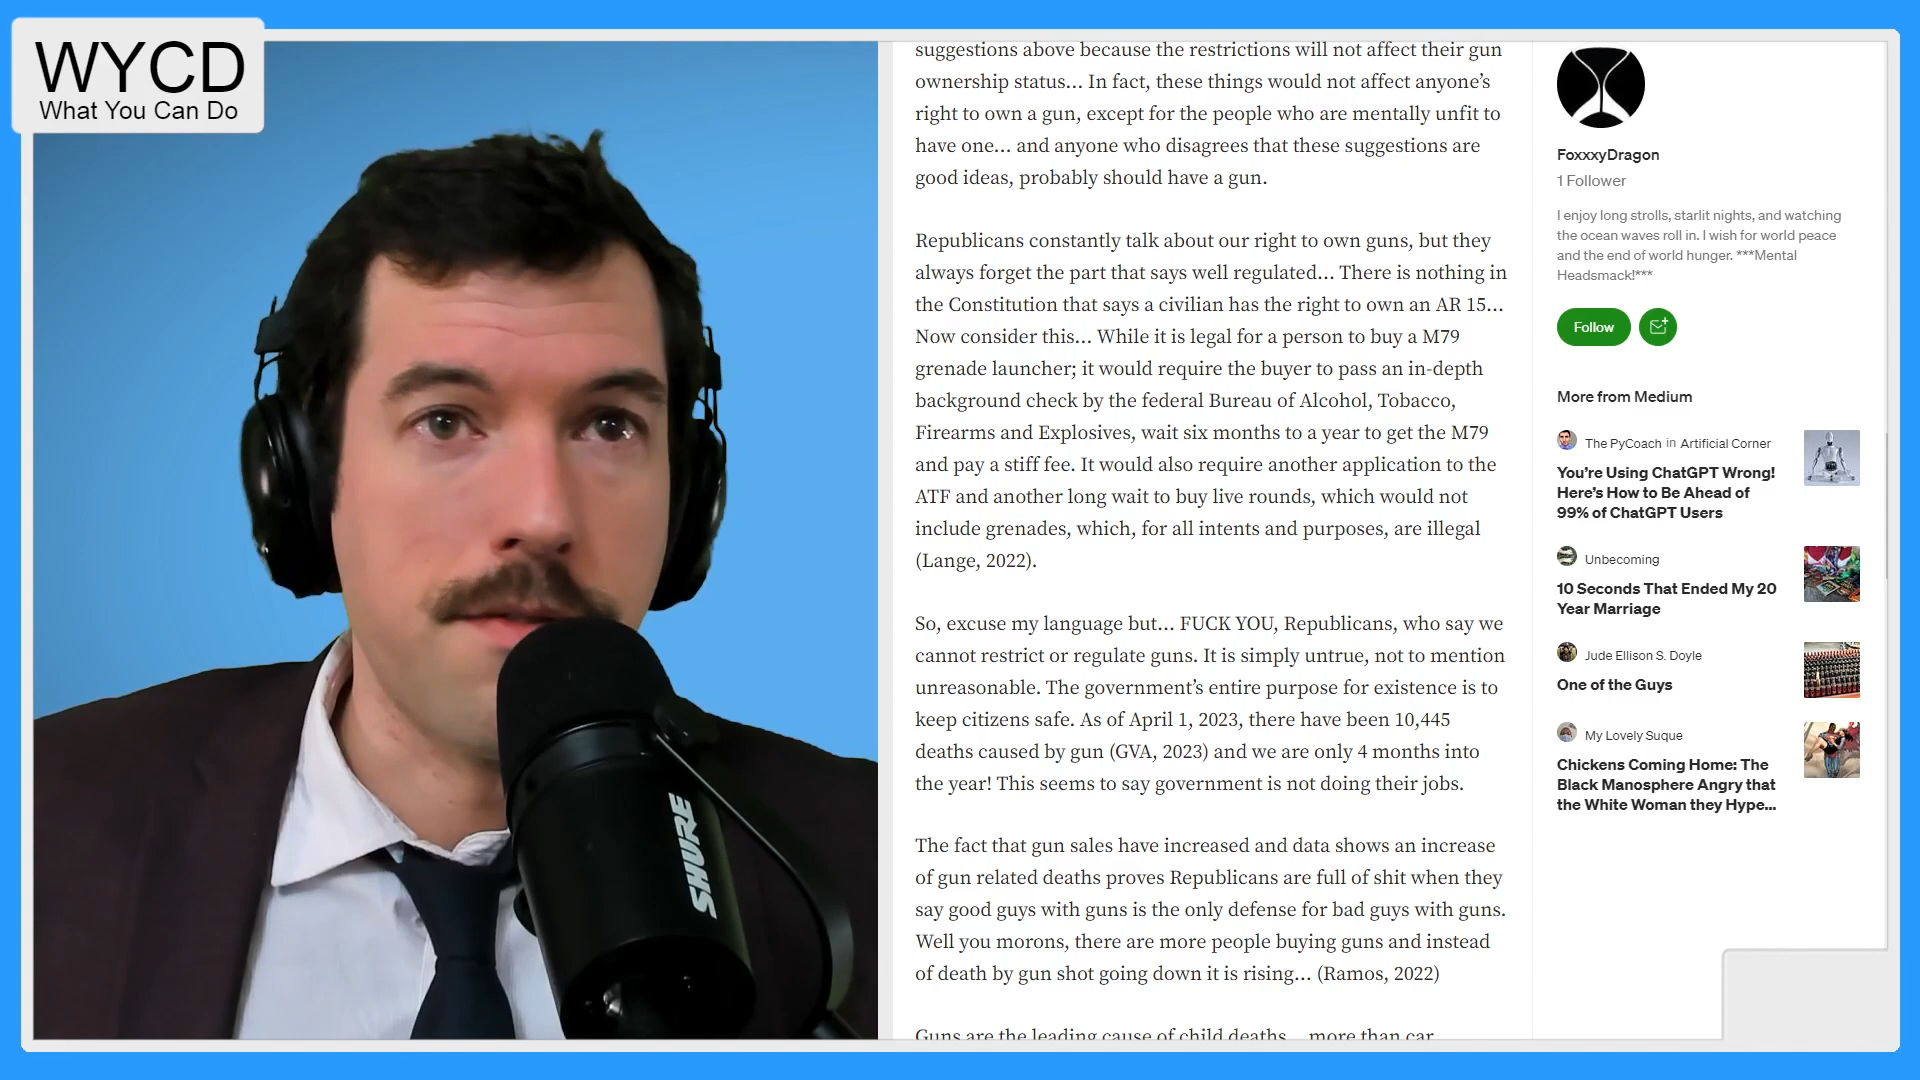 WYCD
What You Can Do
suggestions above because the restrictions will not affect their gun
ownership status... In fact, these things would not affect anyone's
right to own a gun, except for the people who are mentally unfit to
have one... and anyone who disagrees that these suggestions are
good ideas, probably should have a gun.
Republicans constantly talk about our right to own guns, but they
always forget the part that says well regulated... There is nothing in
the Constitution that says a civilian has the right to own an AR 15...
Now consider this... While it is legal for a person to buy a M79
grenade launcher; it would require the buyer to pass an in-depth
background check by the federal Bureau of Alcohol, Tobacco,
Firearms and Explosives, wait six months to a year to get the M79
and pay a stiff fee. It would also require another application to the
ATF and another long wait to buy live rounds, which would not
include grenades, which, for all intents and purposes, are illegal
(Lange, 2022).
So, excuse my language but... FUCK YOU, Republicans, who say we
cannot restrict or regulate guns. It is simply untrue, not to mention
unreasonable. The government's entire purpose for existence is to
keep citizens safe. As of April 1, 2023, there have been 10,445
deaths caused by gun (GVA, 2023) and we are only 4 months into
the year! This seems to say government is not doing their jobs.
The fact that gun sales have increased and data shows an increase
of gun related deaths proves Republicans are full of shit when they
say good guys with guns is the only defense for bad guys with guns.
Well you morons, there are more people buying guns and instead
of death by gun shot going down it is rising... (Ramos, 2022)
Guns are the leading cause of child deaths... more than car
FoxxxyDragon
1 Follower
I enjoy long strolls, starlit nights, and watching
the ocean waves roll in. I wish for world peace
and the end of world hunger. ***Mental
Headsmack!***
Follow
More from Medium
The PyCoach in Artificial Corner
You're Using ChatGPT Wrong!
Here's How to Be Ahead of
99% of ChatGPT Users
Unbecoming
10 Seconds That Ended My 20
Year Marriage
Jude Ellison S. Doyle
One of the Guys
My Lovely Suque
Chickens Coming Home: The
Black Manosphere Angry that
the White Woman they Hype...
SHURE